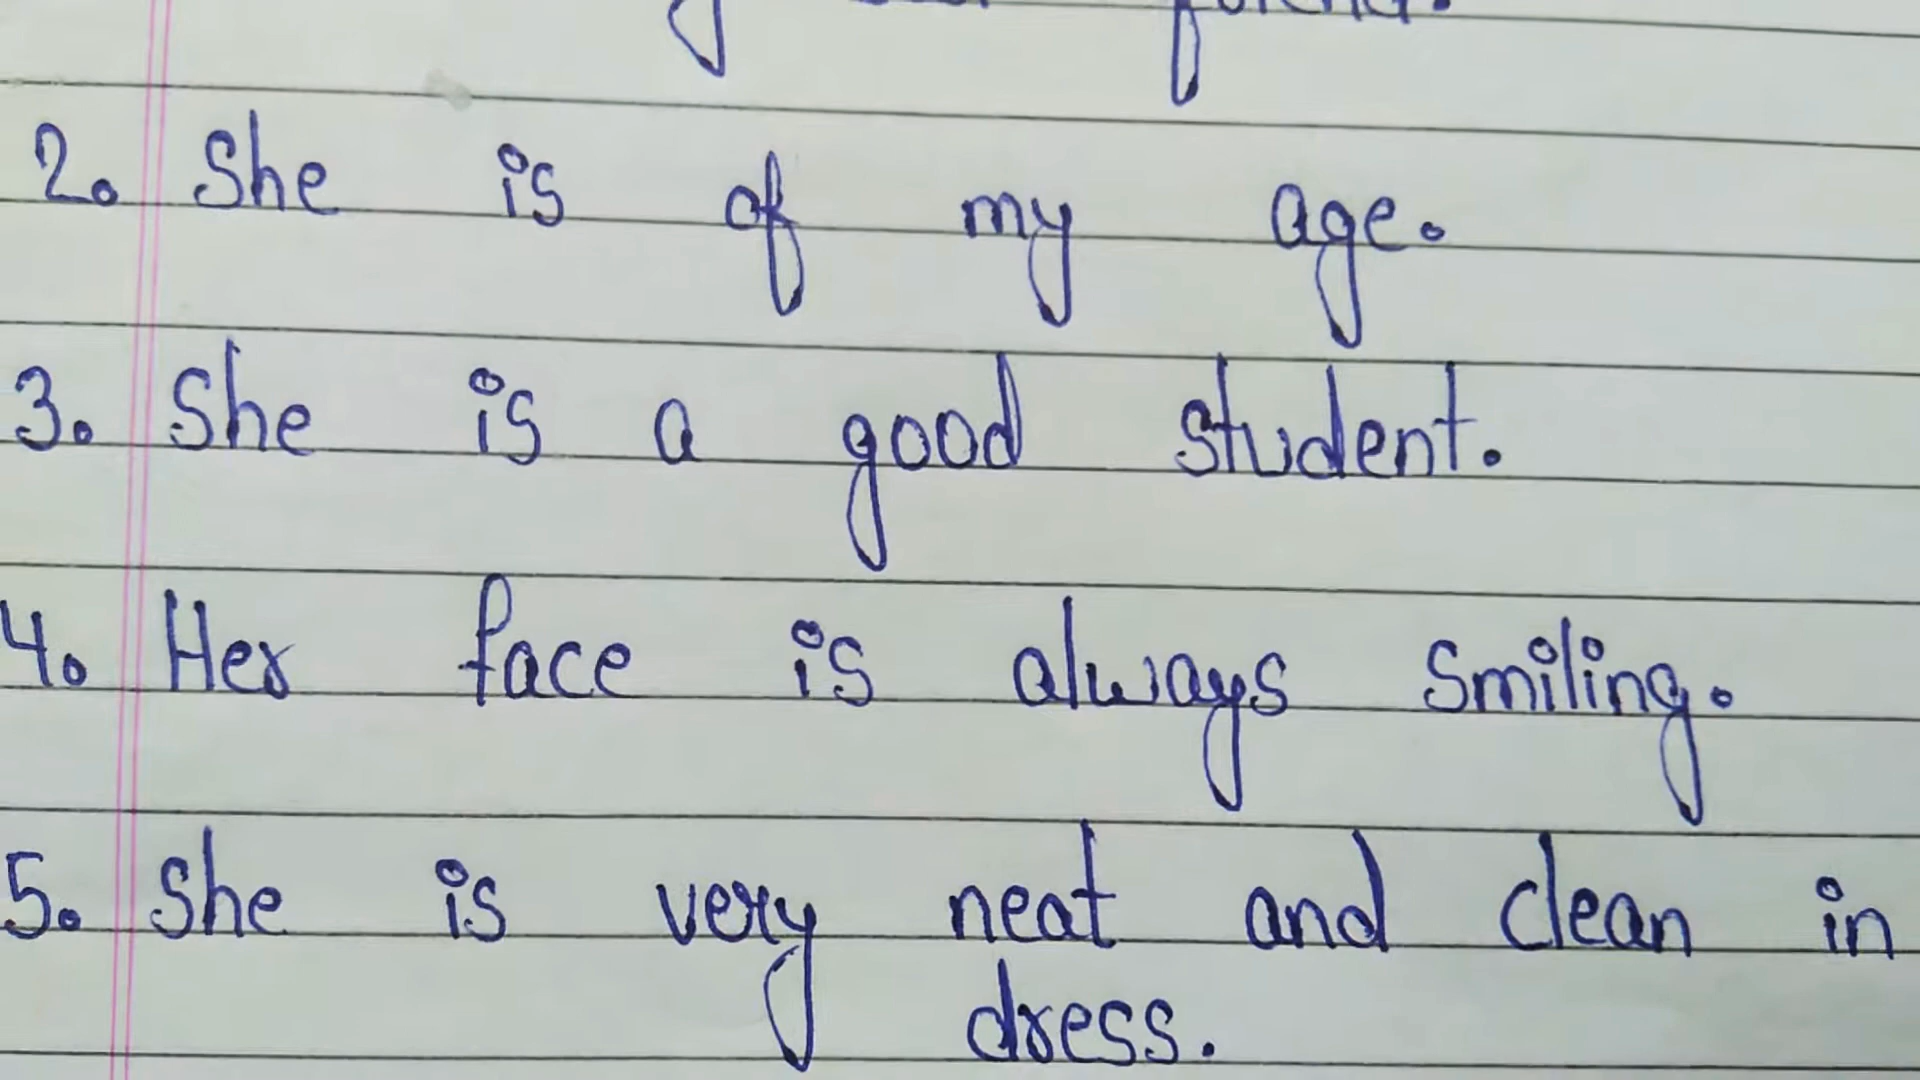 2. She is of my age.
3. She is a good student.
4. Her face is always smiling.
5. She is very neat and clean in
dress.